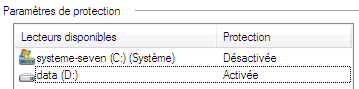 Paramètres de protection
Lecteurs disponibles Protection
systeme-seven (C:) (Système) Désactivée
data (D:) Activée